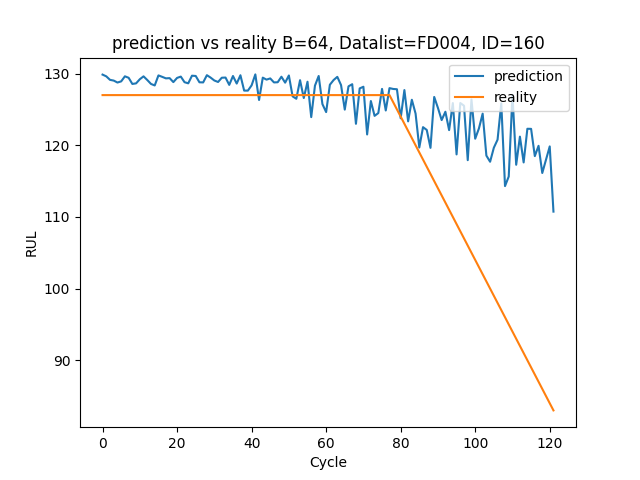 prediction vs reality B=64, Datalist=FD004, ID=160
prediction
reality
130
120
110
100
90
RUL
0 20 40 60 80 100 120
Cycle